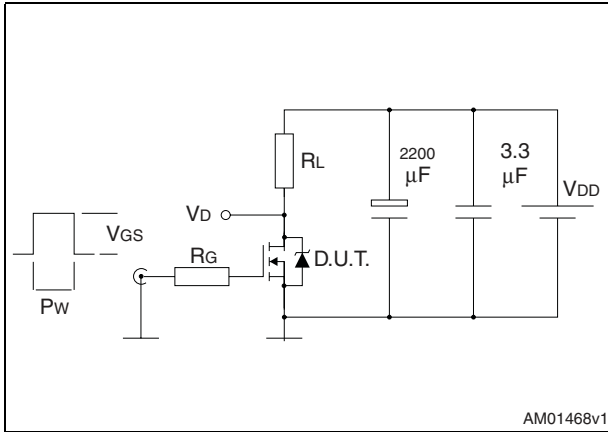 RL
2200
μF
3.3
μF
VDD
VD
VGS
RG
D.U.T.
PW
AM01468v1